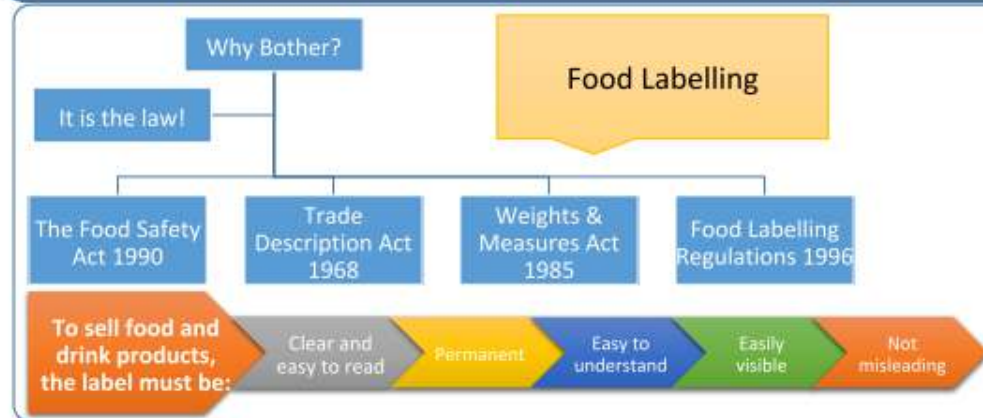 Why Bother?
Food Labelling
It is the law!
The Food Safety
Act 1990
Trade
Description Act
1968
Weights &
Measures Act
1985
Food Labelling
Regulations 1996
To sell food and
drink products,
the label must be:
Clear and
easy to read
Permanent
Easy to
understand
Easily
visible
Not
misleading